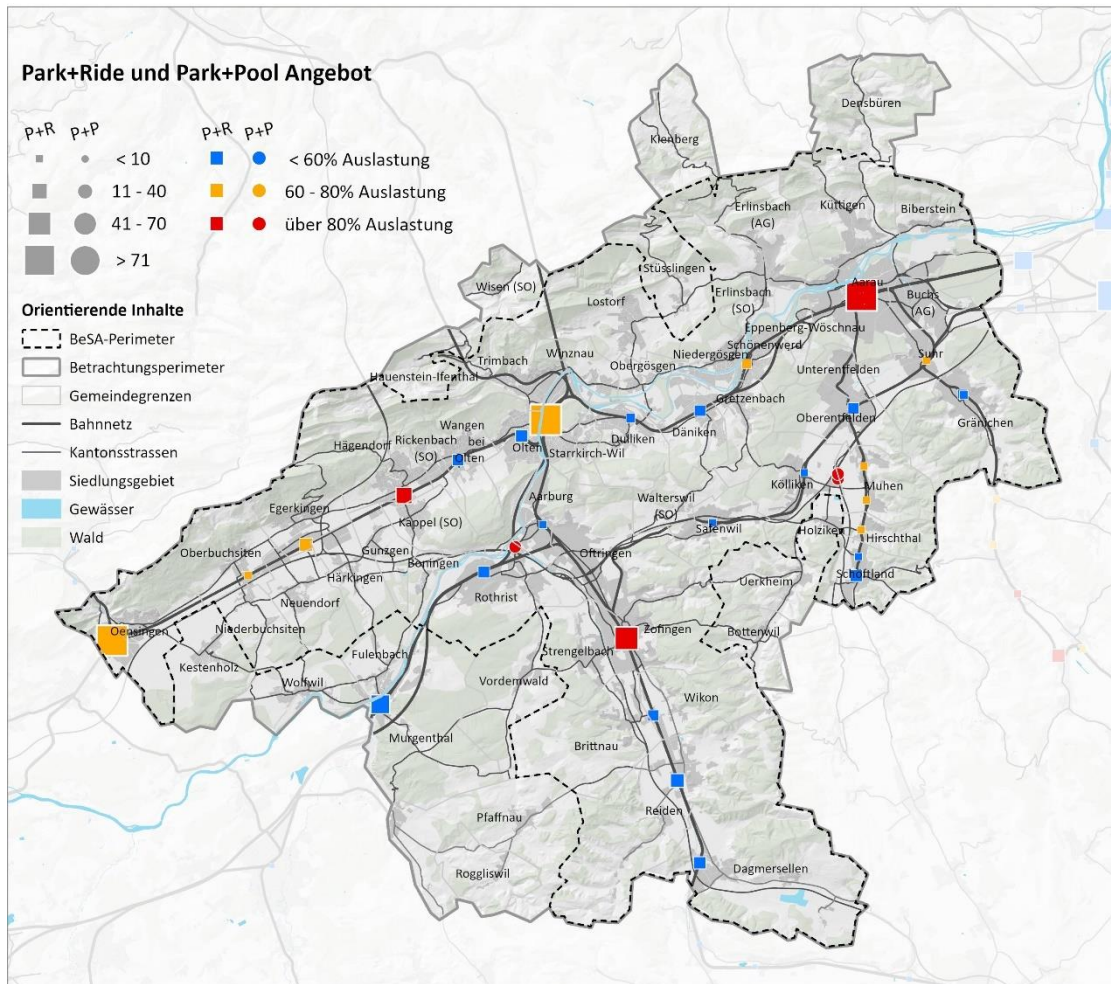 Park+Ride und Park+Pool Angebot
P+R P+P P+R P+P
< 10 < 60% Auslastung
11 - 40 60 - 80% Auslastung
41 - 70 über 80% Auslastung
> 71
Orientierende Inhalte
BeSA-Perimeter
Betrachtungsperimeter
Gemeindegrenzen
Bahnnetz
Kantonsstrassen
Siedlungsgebiet
Gewässer
Wald
Densbüren
Kienberg
Küttigen
Biberstein
Erlinsbach
(AG)
Stüsslingen
Wisen (SO)
Lostorf
Erlinsbach
(SO)
Aarau
Buchs
(AG)
Eppenberg-Wöschnau
Schönenwerd
Suhr
Winznau
Trimbach
Obergösgen
Niedergösgen
Hauenstein-Ifenthal
Unterentfelden
Gretzenbach
Gränichen
Oberentfelden
Däniken
Dulliken
Wangen
bei
Olten
Rickenbach
(SO)
Hägendorf
Olten
Starrkirch-Wil
Kölliken
Muhen
Aarburg
Walterswil
(SO)
Egerkingen
Kappel (SO)
Safenwil
Holziken
Hirschthal
Oberbuchsiten
Gunzgen
Boningen
Oftringen
Härkingen
Schöftland
Uerkheim
Rothrist
Neuendorf
Oensingen
Niederbuchsiten
Zofingen
Bottenwil
Strengelbach
Fulenbach
Kestenholz
Wolfwil
Vordemwald
Wikon
Murgenthal
Brittnau
Pfaffnau
Reiden
Roggliswil
Dagmersellen